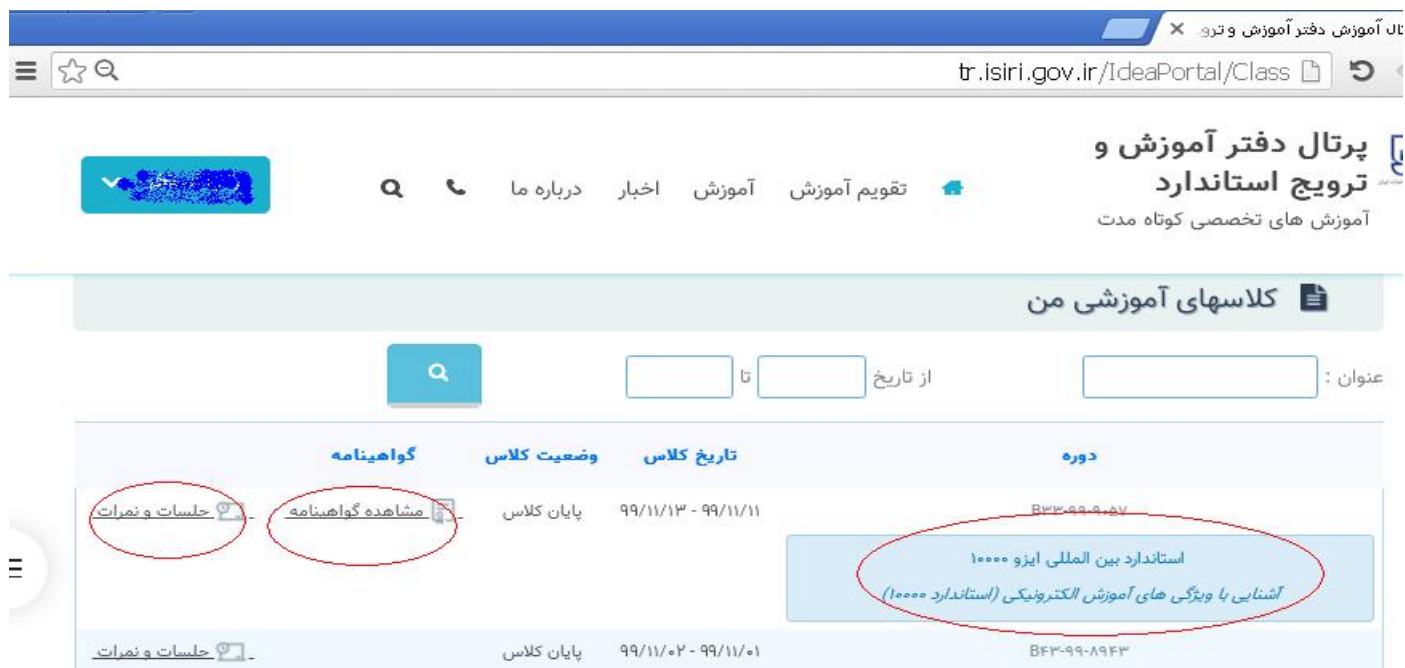 تال آموزش دفتر آموزش و ترو
tr.isiri.gov.ir/IdeaPortal/Class
پرتال دفتر آموزش و
ترویج استاندارد
آموزش های تخصصی کوتاه مدت
تقویم آموزش آموزش اخبار درباره ما
کلاسهای آموزشی من
عنوان : از تاریخ تا
دوره تاریخ کلاس وضعیت کلاس گواهینامه
B۳۳-۹۹-۹۰۵۷ ۹۹/۱۱/۱۱ - ۹۹/۱۱/۱۳ پایان کلاس مشاهده گواهینامه جلسات و نمرات
استاندارد بین المللی ایزو ۱۰۰۰۰
آشنایی با ویژگی های آموزش الکترونیکی (استاندارد ۱۰۰۰۰)
B۴۳-۹۹-۸۹۴۳ ۹۹/۱۱/۰۱ - ۹۹/۱۱/۰۲ پایان کلاس جلسات و نمرات